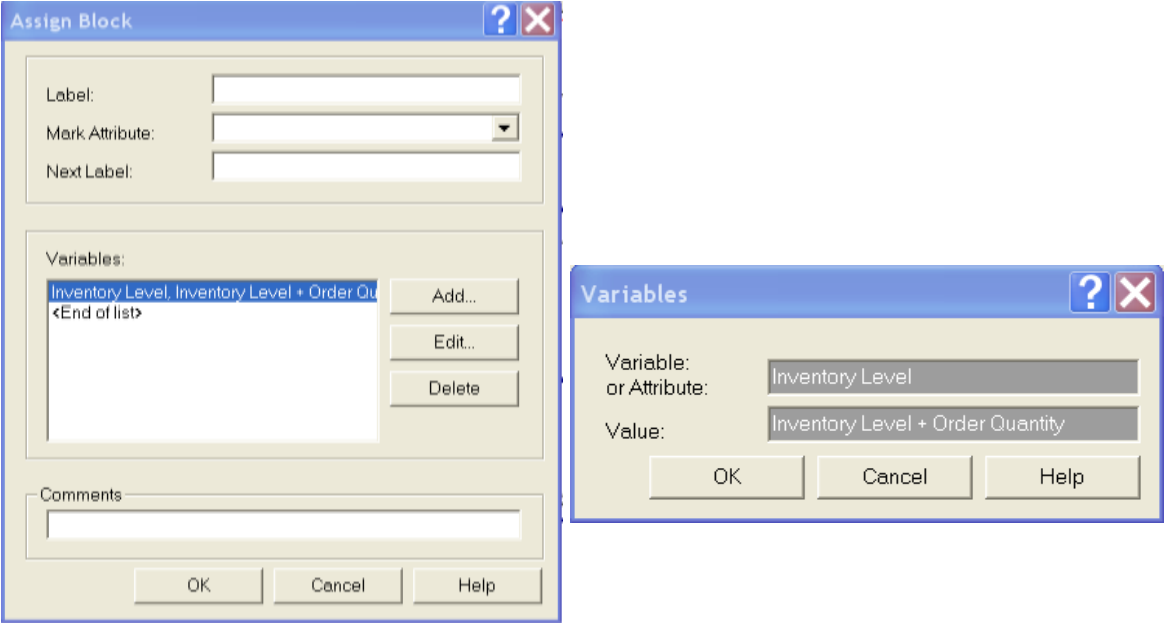 Assign Block
?
Label:
Mark Attribute:
Next Label:
Variables:
Inventory Level, Inventory Level + Order Qu
<End of list>
Add...
Edit...
Delete
Comments
OK Cancel Help
Variables
?
Variable:
or Attribute:
Inventory Level
Value:
Inventory Level + Order Quantity
OK Cancel Help